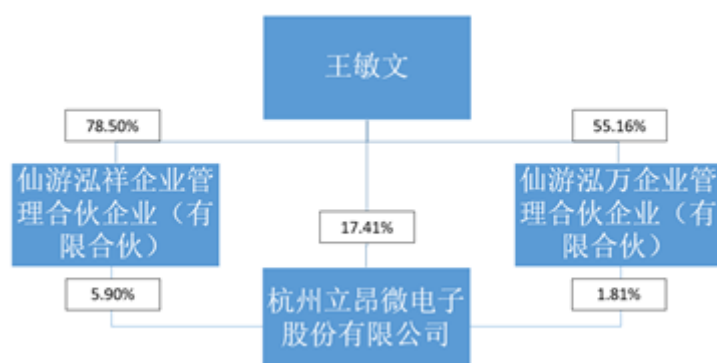 王敏文
78.50%
55.16%
仙游泓祥企业管
理合伙企业（有
限合伙）
17.41%
仙游泓万企业管
理合伙企业（有
限合伙）
5.90%
杭州立昂微电子
股份有限公司
1.81%